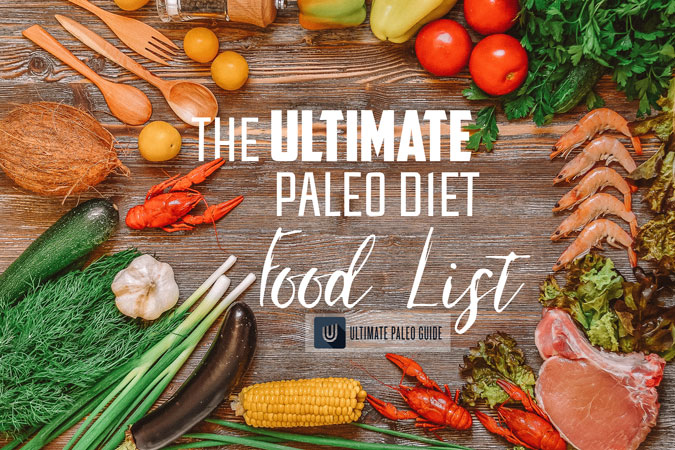 THE ULTIMATE
PALEO DIET
Food List
U ULTIMATE PALEO GUIDE